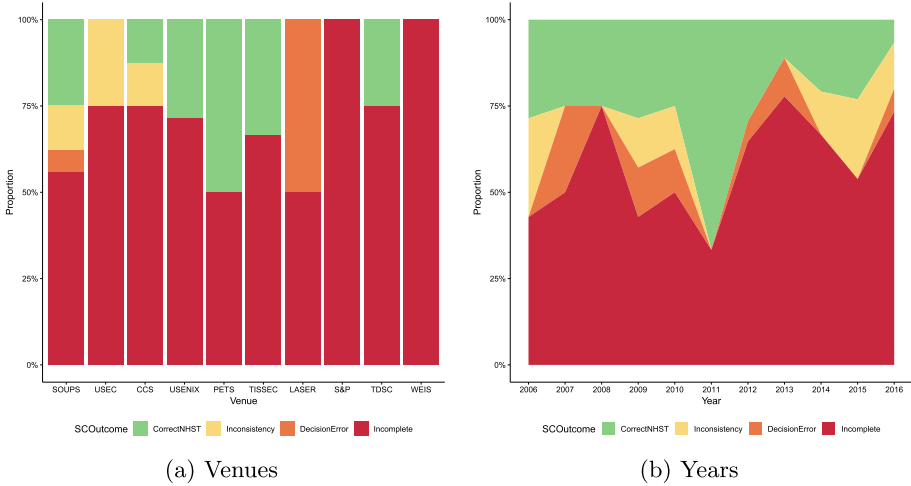 100%
75%
50%
25%
0%
Proportion
SOUPS USEC CCS USENIX PETS TISSEC LASER S&P TDSC WEIS
Venue
SCOutcome CorrectNHST Inconsistency DecisionError Incomplete
(a) Venues
100%
75%
50%
25%
0%
Proportion
2006 2007 2008 2009 2010 2011 2012 2013 2014 2015 2016
Year
SCOutcome CorrectNHST Inconsistency DecisionError Incomplete
(b) Years